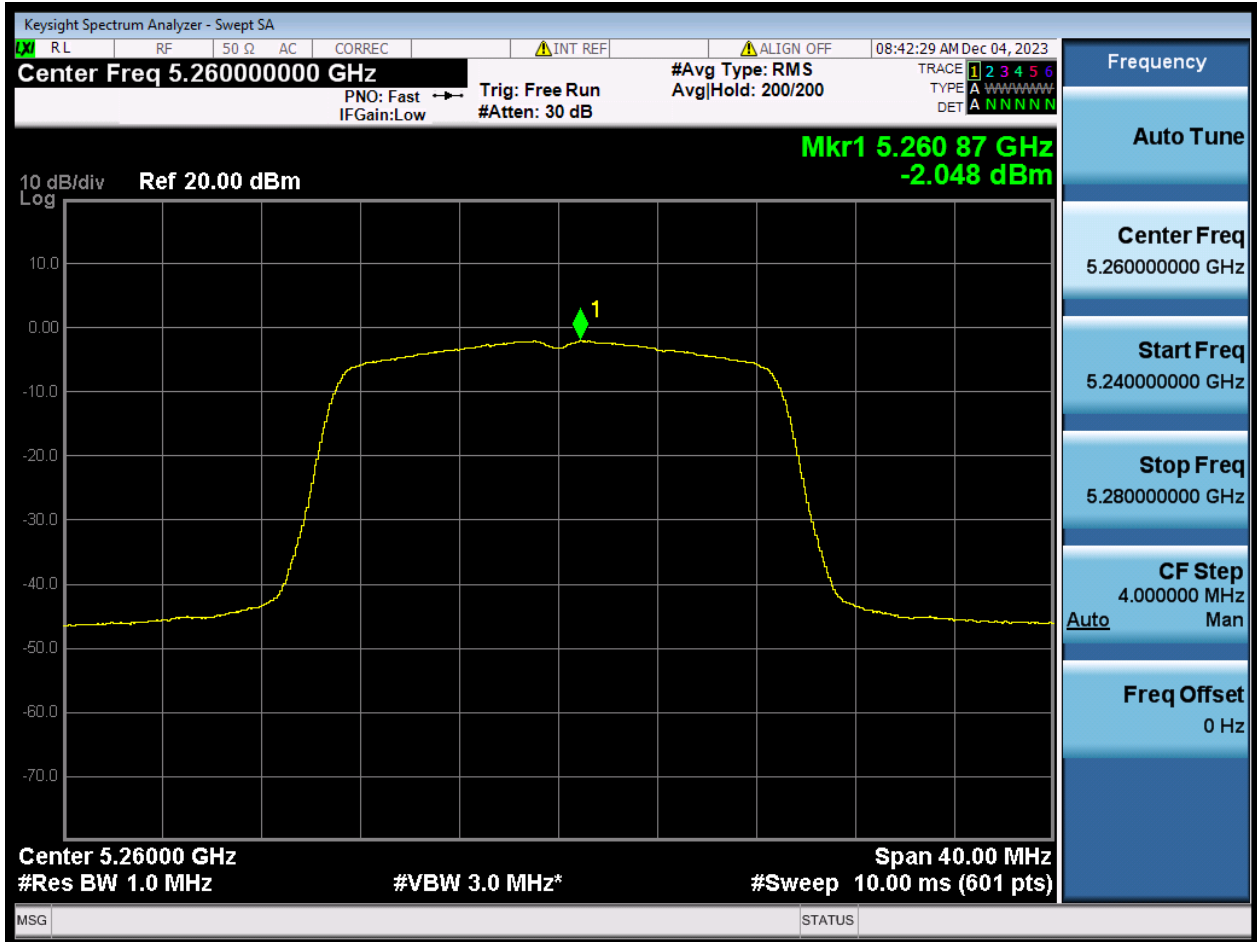 Keysight Spectrum Analyzer - Swept SA
LXI RL RF 50 Ω AC CORREC INT REF ALIGN OFF 08:42:29 AM Dec 04, 2023
Center Freq 5.260000000 GHz
PNO: Fast
IFGain:Low
Trig: Free Run
#Atten: 30 dB
#Avg Type: RMS
Avg|Hold: 200/200
TRACE 1 2 3 4 5 6
TYPE A WWWWW
DET A N N N N N
Mkr1 5.260 87 GHz
-2.048 dBm
10 dB/div Ref 20.00 dBm
Log
1
10.0
0.00
-10.0
-20.0
-30.0
-40.0
-50.0
-60.0
-70.0
Center 5.26000 GHz Span 40.00 MHz
#Res BW 1.0 MHz #VBW 3.0 MHz* #Sweep 10.00 ms (601 pts)
MSG STATUS
Frequency
Auto Tune
Center Freq
5.260000000 GHz
Start Freq
5.240000000 GHz
Stop Freq
5.280000000 GHz
CF Step
4.000000 MHz
Auto Man
Freq Offset
0 Hz